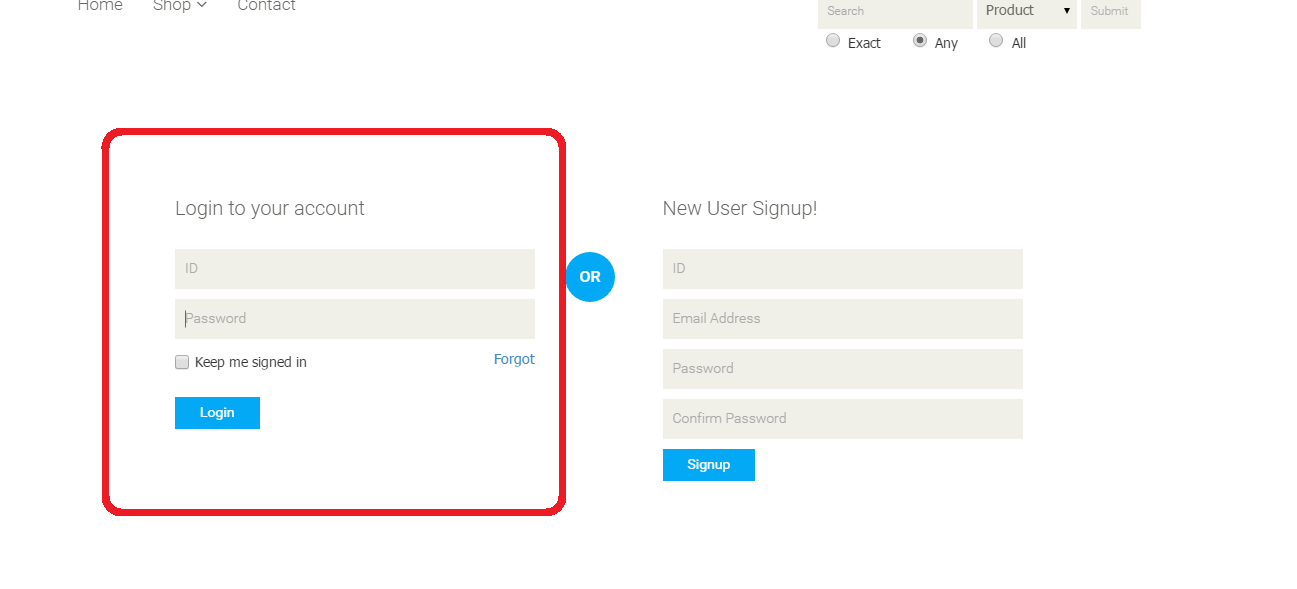 Home Shop Contact
Search Product Submit
Exact Any All
Login to your account
ID
Password
Keep me signed in Forgot
Login
OR
New User Signup!
ID
Email Address
Password
Confirm Password
Signup